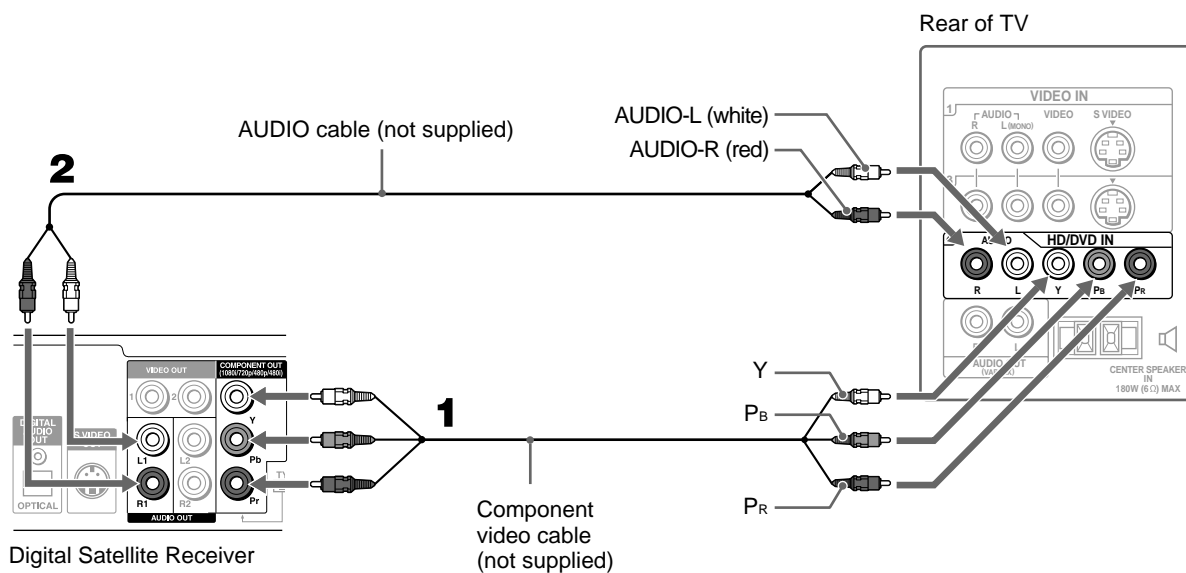 Rear of TV
VIDEO IN
1
AUDIO
R
L (MONO)
VIDEO
S VIDEO
3
HD/DVD IN
R
L
Y
PB
PR
CENTER SPEAKER
IN
180W (6Ω) MAX
AUDIO-L (white)
AUDIO-R (red)
AUDIO cable (not supplied)
2
1
Y
PB
PR
Component
video cable
(not supplied)
VIDEO OUT
1
2
COMPONENT OUT
(1080i/720p/480p/480i)
Y
Pb
Pr
L1
L2
R1
R2
AUDIO OUT
DIGITAL
AUDIO
OUT
OPTICAL
S VIDEO
Digital Satellite Receiver